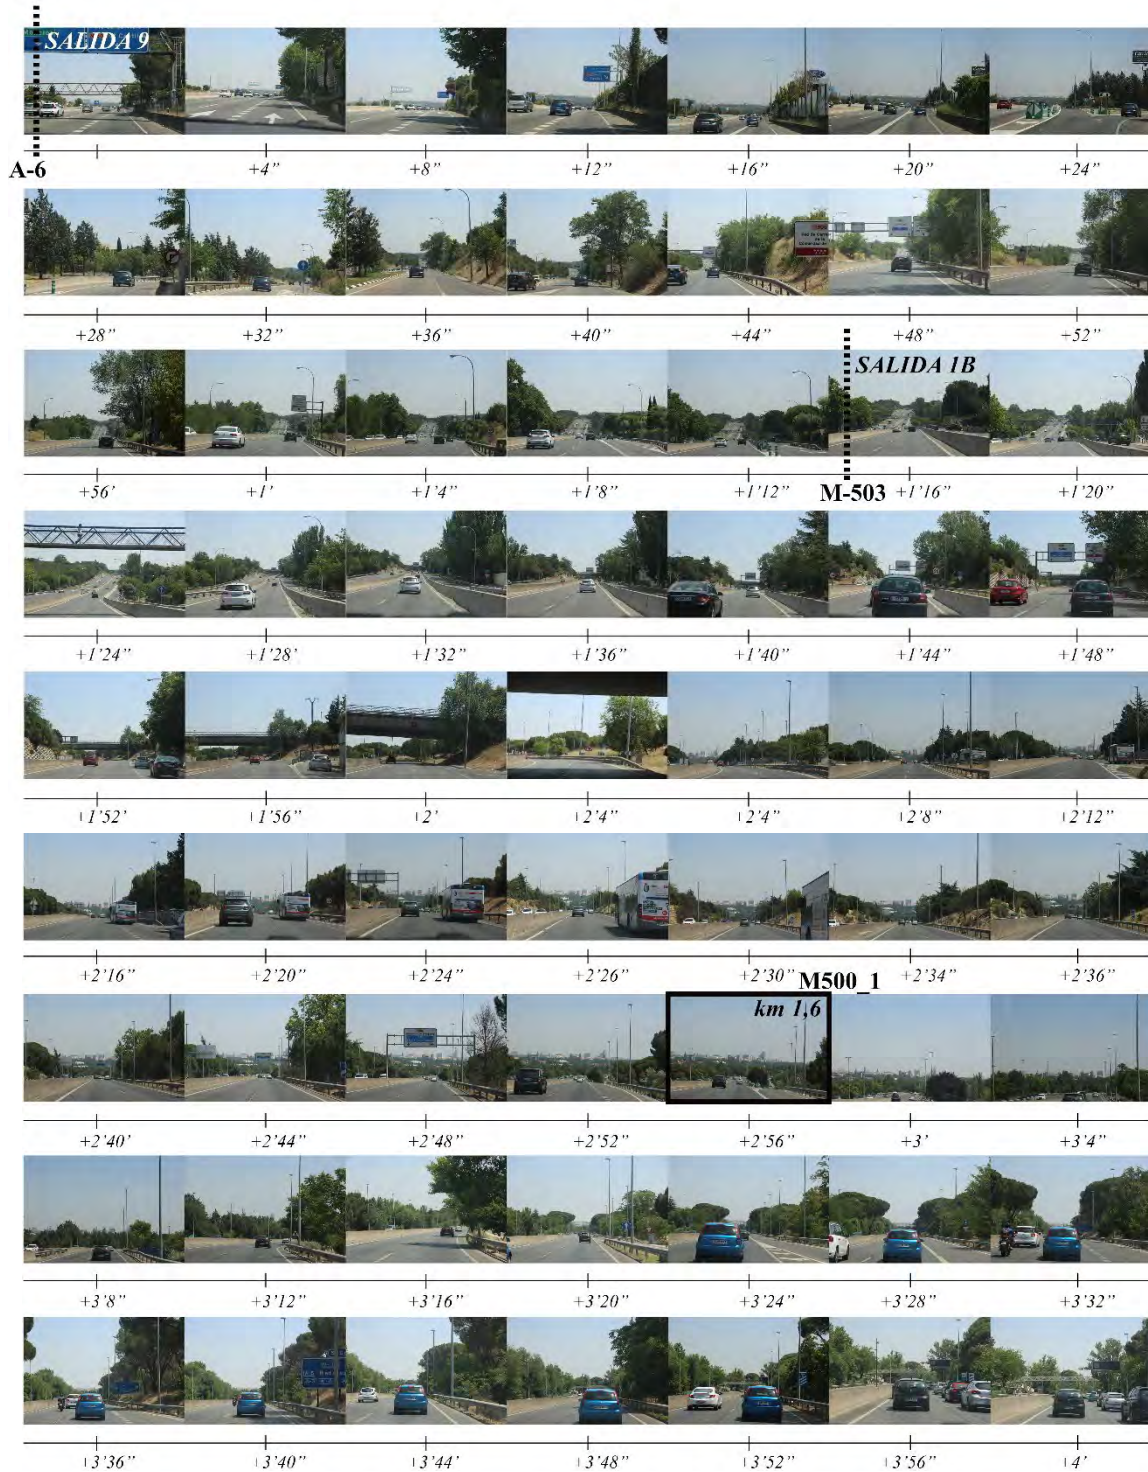 SALIDA 9
A-6
+4” +8” +12” +16” +20” +24”
+28” +32” +36” +40” +44” +48” +52”
SALIDA 1B
+56’ +1’ +1’4” +1’8” +1’12” M-503 +1’16” +1’20”
+1’24” +1’28’ +1’32” +1’36” +1’40” +1’44” +1’48”
+1’52’ +1’56” +2’ +2’4” +2’4” +2’8” +2’12”
+2’16” +2’20” +2’24” +2’26” +2’30” +2’34” +2’36”
M500_1
km 1,6
+2’40’ +2’44” +2’48” +2’52” +2’56” +3’ +3’4”
+3’8” +3’12” +3’16” +3’20” +3’24” +3’28” +3’32”
+3’36” +3’40” +3’44’ +3’48” +3’52” +3’56” +4’